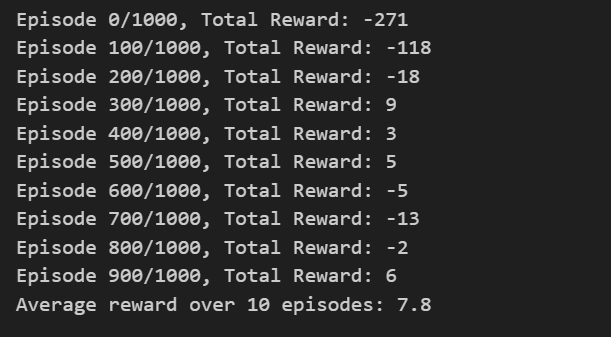 Episode 0/1000, Total Reward: -271
Episode 100/1000, Total Reward: -118
Episode 200/1000, Total Reward: -18
Episode 300/1000, Total Reward: 9
Episode 400/1000, Total Reward: 3
Episode 500/1000, Total Reward: 5
Episode 600/1000, Total Reward: -5
Episode 700/1000, Total Reward: -13
Episode 800/1000, Total Reward: -2
Episode 900/1000, Total Reward: 6
Average reward over 10 episodes: 7.8